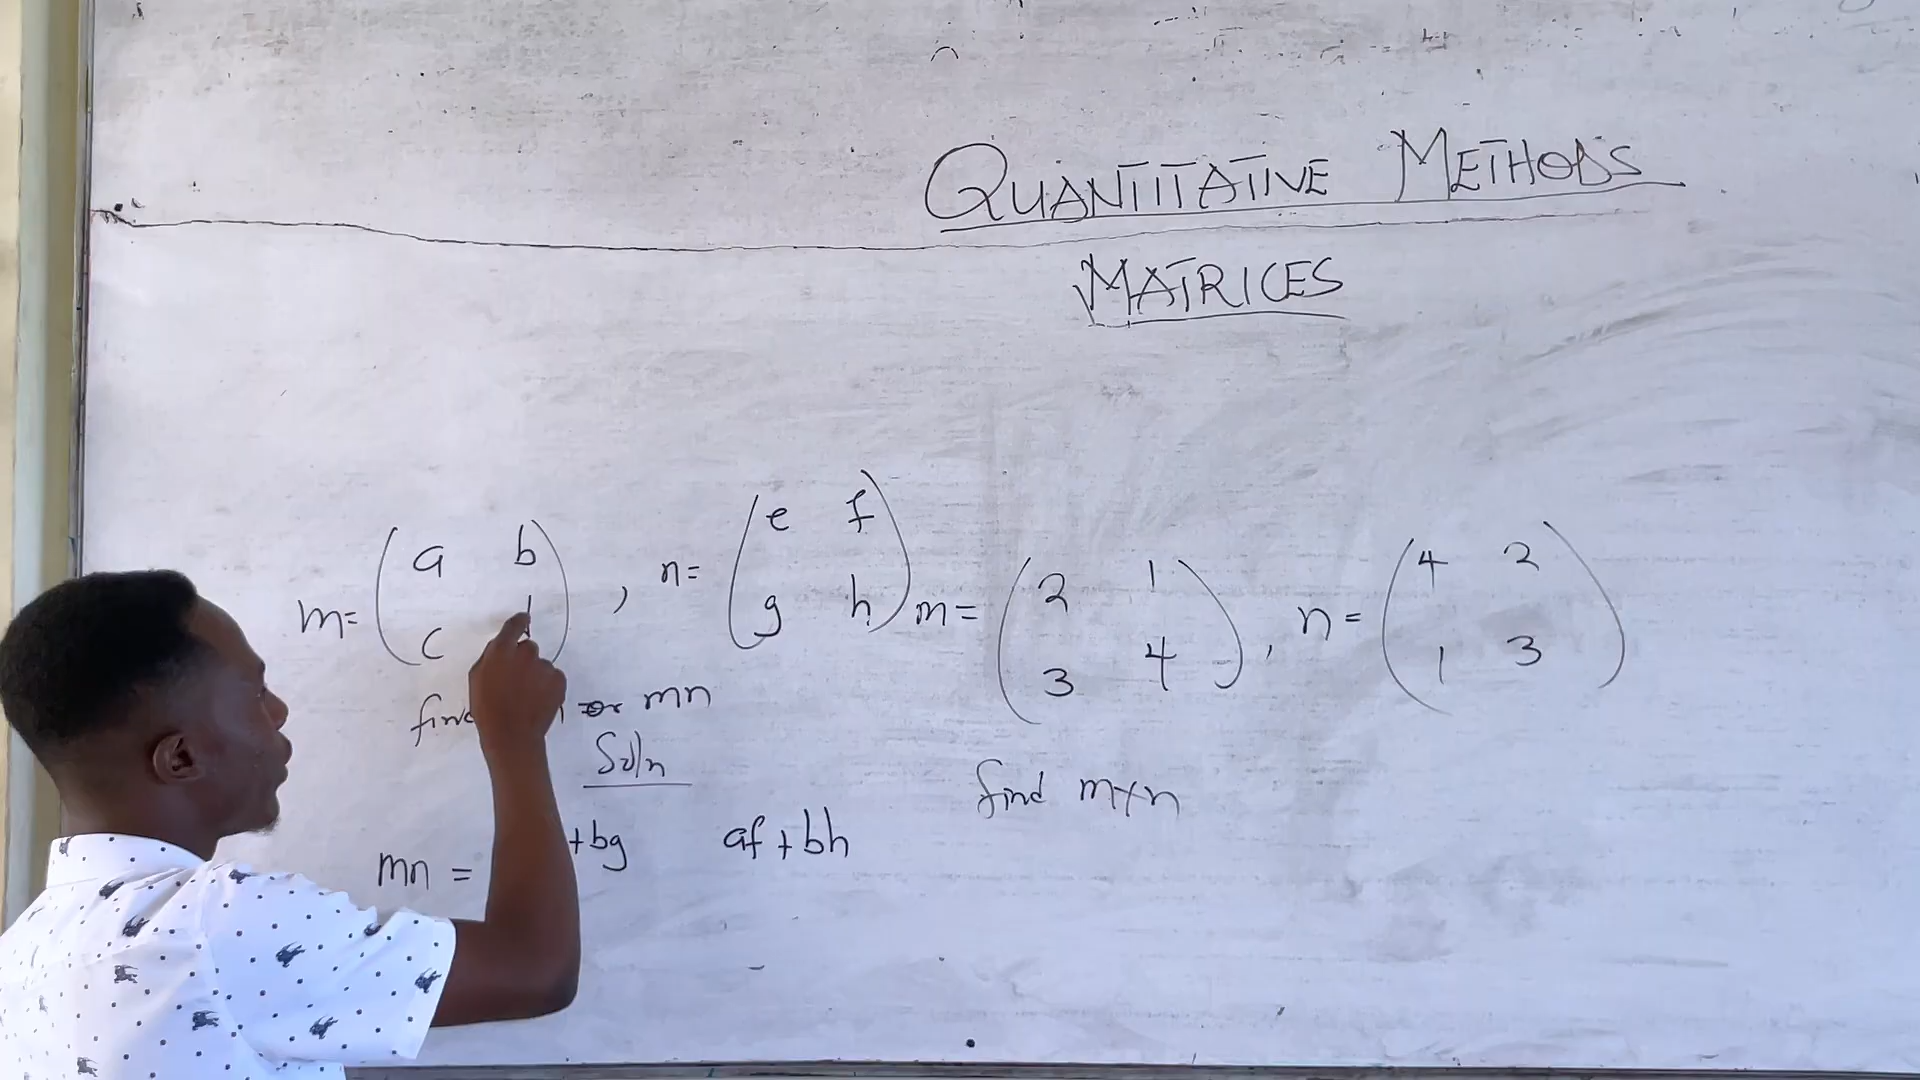 QUANTITATIVE METHODS
MATRICES
m= (a b
c d) , n= (e f
g h)
find or mn
Soln
mn = +bg af+bh
m= (2 1
3 4) , n= (4 2
1 3)
find m×n